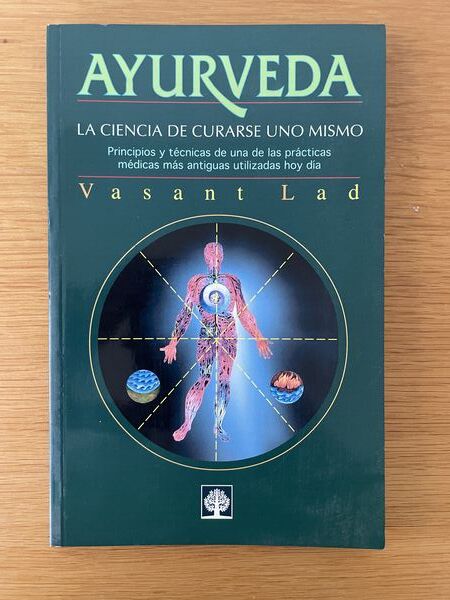 AYURVEDA
LA CIENCIA DE CURARSE UNO MISMO
Principios y técnicas de una de las prácticas
médicas más antiguas utilizadas hoy dia
Vasant Lad